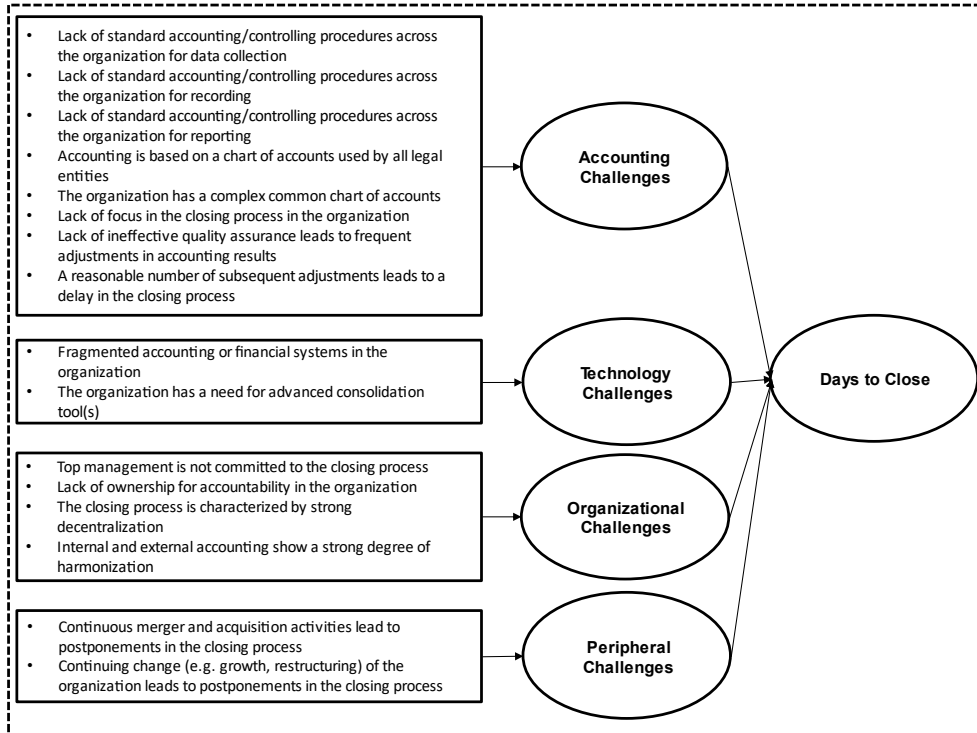 • Lack of standard accounting/controlling procedures across
the organization for data collection
• Lack of standard accounting/controlling procedures across
the organization for recording
• Lack of standard accounting/controlling procedures across
the organization for reporting
• Accounting is based on a chart of accounts used by all legal
entities
• The organization has a complex common chart of accounts
• Lack of focus in the closing process in the organization
• Lack of ineffective quality assurance leads to frequent
adjustments in accounting results
• A reasonable number of subsequent adjustments leads to a
delay in the closing process
Accounting
Challenges
• Fragmented accounting or financial systems in the
organization
• The organization has a need for advanced consolidation
tool(s)
Technology
Challenges
Days to Close
• Top management is not committed to the closing process
• Lack of ownership for accountability in the organization
• The closing process is characterized by strong
decentralization
• Internal and external accounting show a strong degree of
harmonization
Organizational
Challenges
• Continuous merger and acquisition activities lead to
postponements in the closing process
• Continuing change (e.g. growth, restructuring) of the
organization leads to postponements in the closing process
Peripheral
Challenges